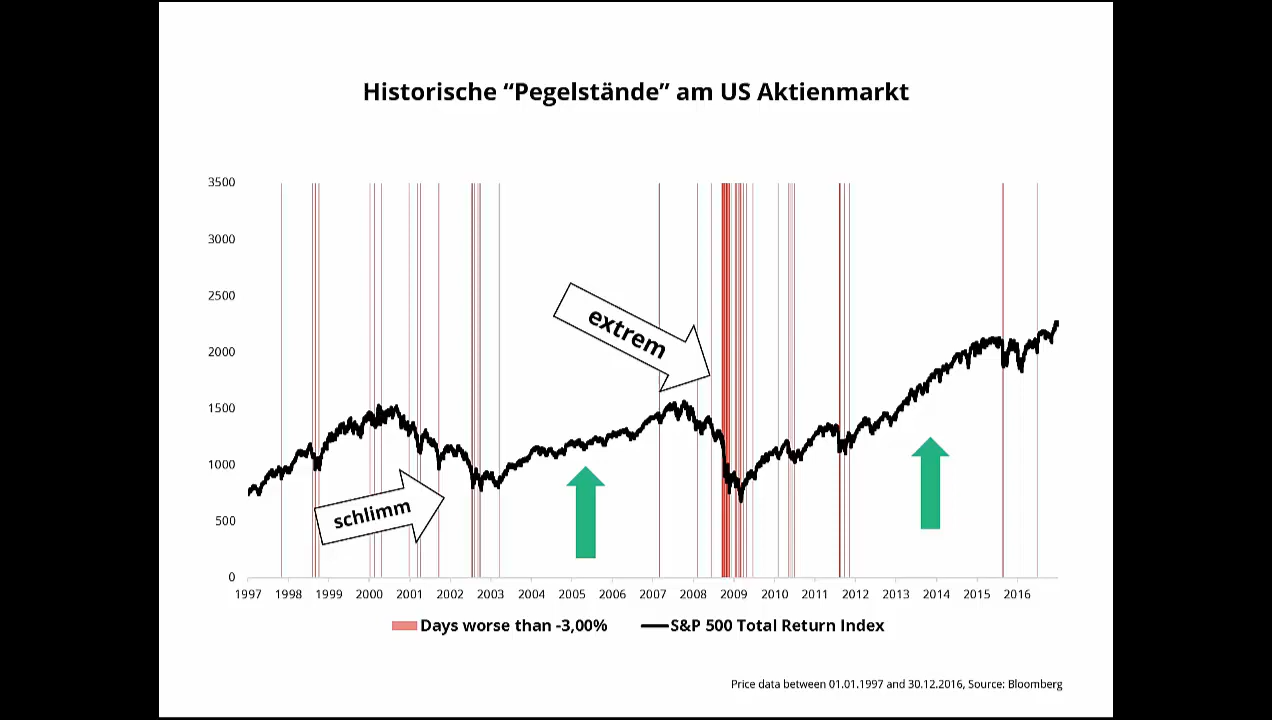 Historische “Pegelstände” am US Aktienmarkt
3500
3000
2500
2000
1500
1000
500
0
extrem
schlimm
1997 1998 1999 2000 2001 2002 2003 2004 2005 2006 2007 2008 2009 2010 2011 2012 2013 2014 2015 2016
Days worse than -3,00% S&P 500 Total Return Index
Price data between 01.01.1997 and 30.12.2016, Source: Bloomberg